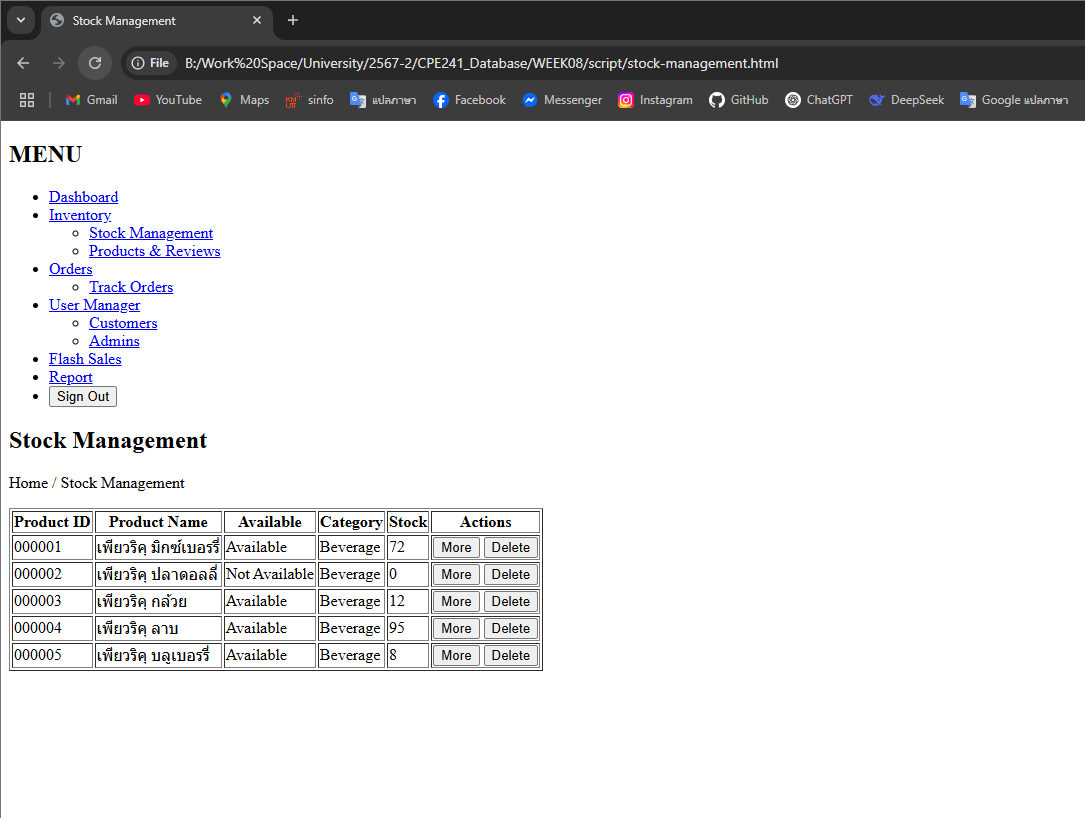 Stock Management
File B:/Work%20Space/University/2567-2/CPE241_Database/WEEK08/script/stock-management.html
Gmail YouTube Maps sinfo แปลภาษา Facebook Messenger Instagram GitHub ChatGPT DeepSeek Google แปลภาษา
MENU
Dashboard
Inventory
Stock Management
Products & Reviews
Orders
Track Orders
User Manager
Customers
Admins
Flash Sales
Report
Sign Out
Stock Management
Home / Stock Management
Product ID Product Name Available Category Stock Actions
000001 เพียวริคุ มิกซ์เบอร์รี่ Available Beverage 72 More Delete
000002 เพียวริคุ ปลาดอลลี่ Not Available Beverage 0 More Delete
000003 เพียวริคุ กล้วย Available Beverage 12 More Delete
000004 เพียวริคุ ลาบ Available Beverage 95 More Delete
000005 เพียวริคุ บลูเบอรรี่ Available Beverage 8 More Delete